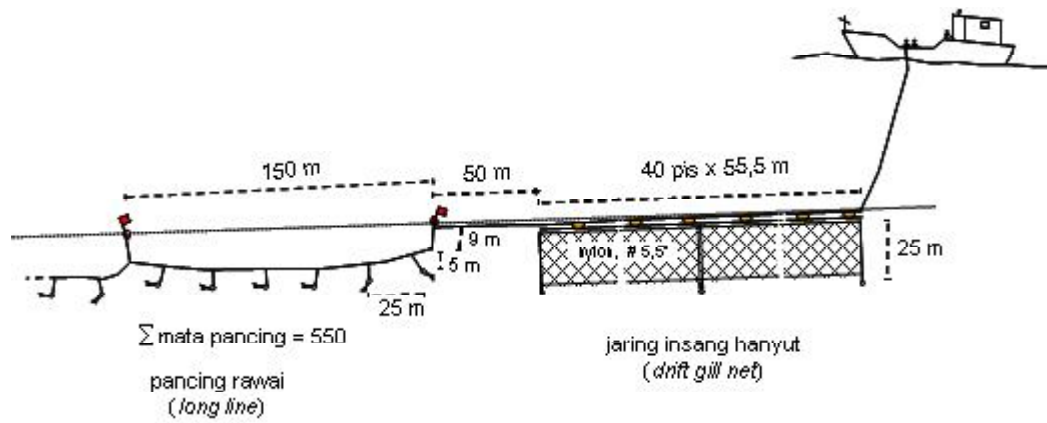 150 m
50 m
40 pis x 55,5 m
9 m
5 m
nylon, # 5,5"
25 m
25 m
∑ mata pancing = 550
pancing rawai
(long line)
jaring insang hanyut
(drift gill net)